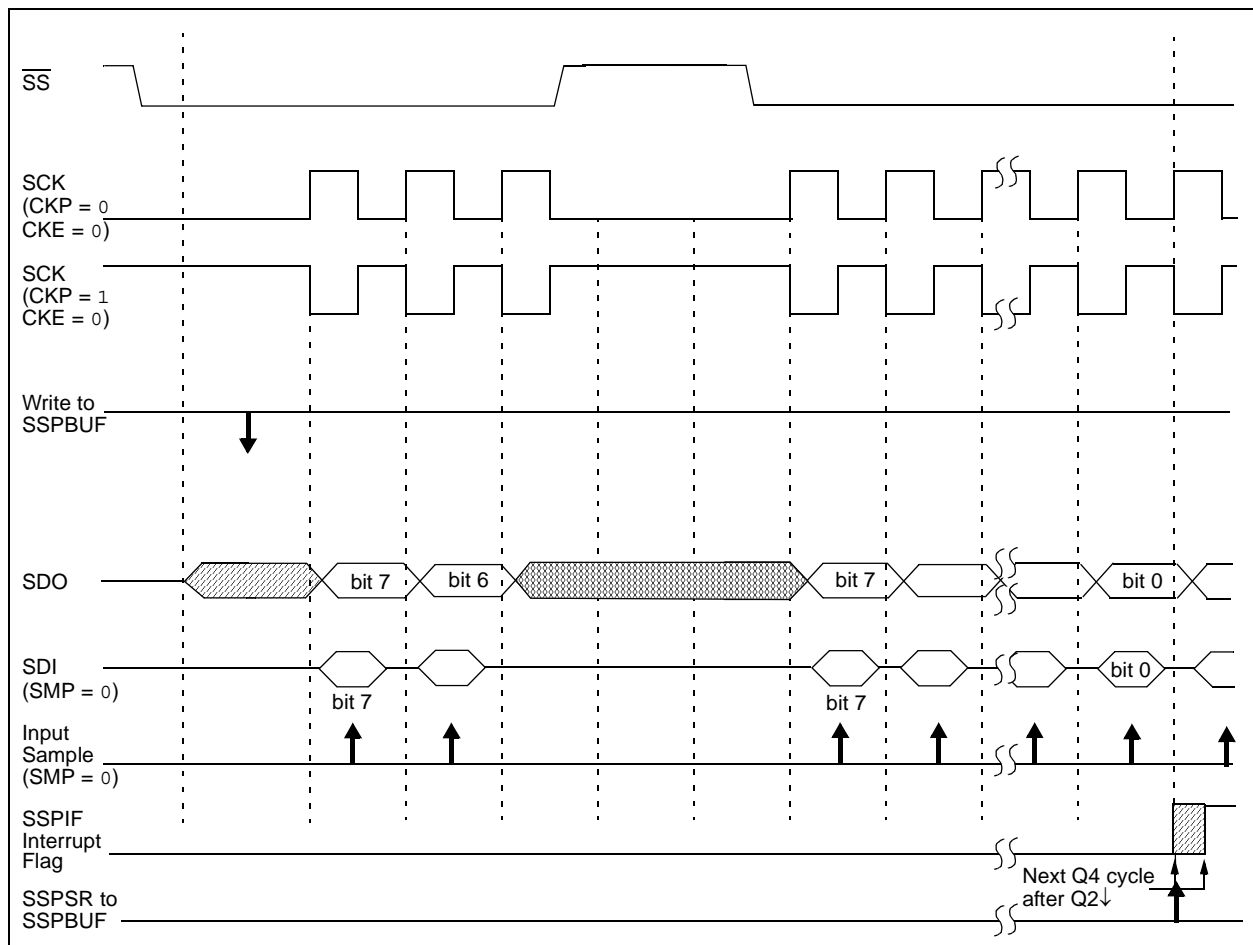 SS
SCK
(CKP = 0
CKE = 0)
SCK
(CKP = 1
CKE = 0)
Write to
SSPBUF
SDO
bit 7
bit 6
bit 7
bit 0
SDI
(SMP = 0)
bit 7
bit 7
bit 0
Input
Sample
(SMP = 0)
SSPIF
Interrupt
Flag
Next Q4 cycle
after Q2↓
SSPSR to
SSPBUF